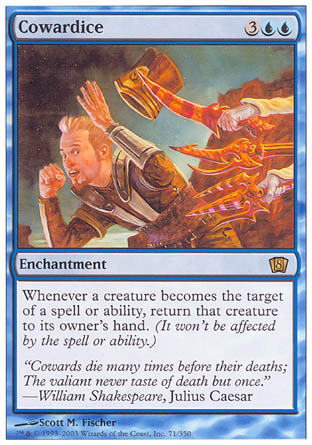 Cowardice 3
Enchantment 8
Whenever a creature becomes the target
of a spell or ability, return that creature
to its owner's hand. (It won't be affected
by the spell or ability.)
"Cowards die many times before their deaths;
The valiant never taste of death but once."
—William Shakespeare, Julius Caesar
Scott M. Fischer
™ & © 1993–2003 Wizards of the Coast, Inc. 71/350